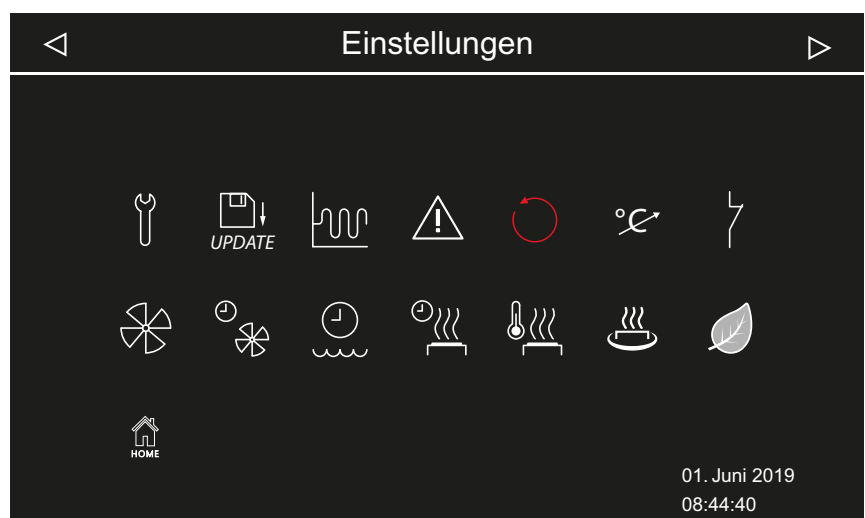 Einstellungen
UPDATE
°C
HOME
01. Juni 2019
08:44:40